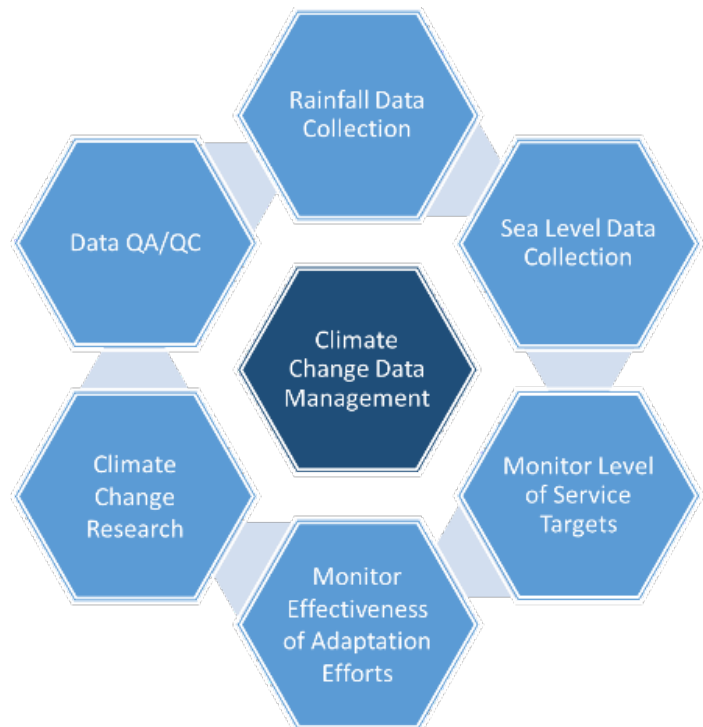 Rainfall Data
Collection
Sea Level Data
Collection
Monitor Level
of Service
Targets
Monitor
Effectiveness
of Adaptation
Efforts
Climate
Change
Research
Data QA/QC
Climate
Change Data
Management